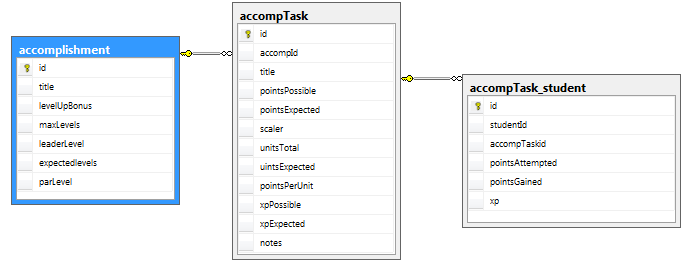 accomplishment
id
title
levelUpBonus
maxLevels
leaderLevel
expectedlevels
parLevel
accompTask
id
accompId
title
pointsPossible
pointsExpected
scaler
unitsTotal
uintsExpected
pointsPerUnit
xpPossible
xpExpected
notes
accompTask_student
id
studentId
accompTaskid
pointsAttempted
pointsGained
xp